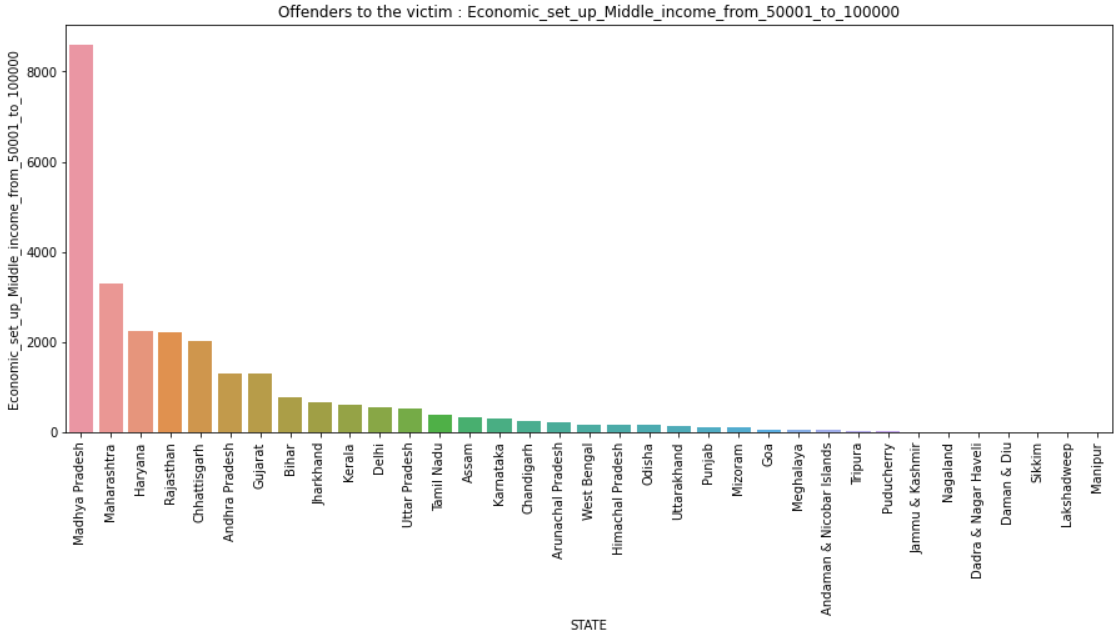 Offenders to the victim : Economic_set_up_Middle_income_from_50001_to_100000
Economic_set_up_Middle_income_from_50001_to_100000
8000
6000
4000
2000
0
Madhya Pradesh
Maharashtra
Haryana
Rajasthan
Chhattisgarh
Andhra Pradesh
Gujarat
Bihar
Jharkhand
Kerala
Delhi
Uttar Pradesh
Tamil Nadu
Assam
Karnataka
Chandigarh
Arunachal Pradesh
West Bengal
Himachal Pradesh
Odisha
Uttarakhand
Punjab
Mizoram
Goa
Meghalaya
Andaman & Nicobar Islands
Tripura
Puducherry
Jammu & Kashmir
Nagaland
Dadra & Nagar Haveli
Daman & Diu
Sikkim
Lakshadweep
Manipur
STATE